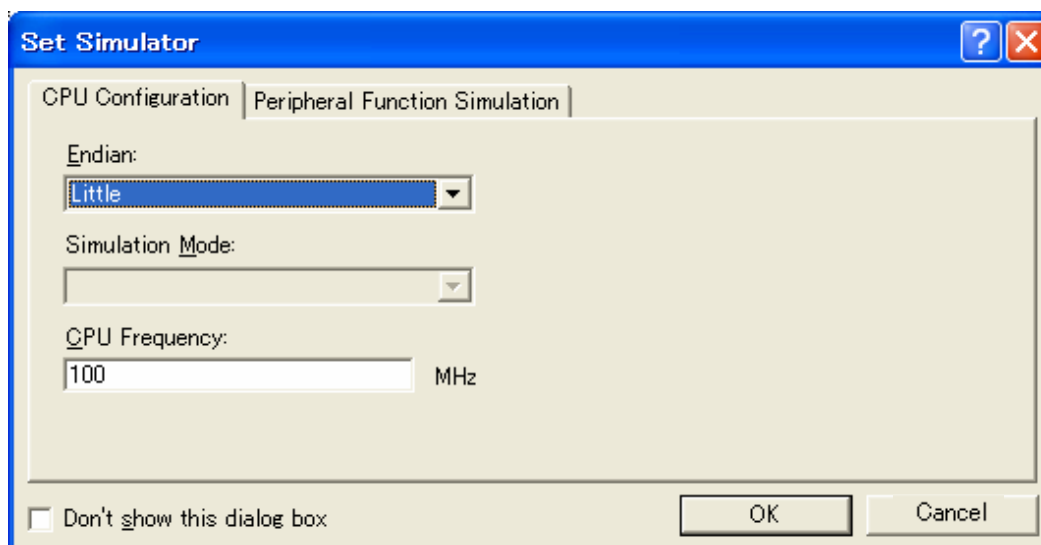 Set Simulator
CPU Configuration
Peripheral Function Simulation
Endian:
Little
Simulation Mode:
CPU Frequency:
100
MHz
Don't show this dialog box
OK
Cancel